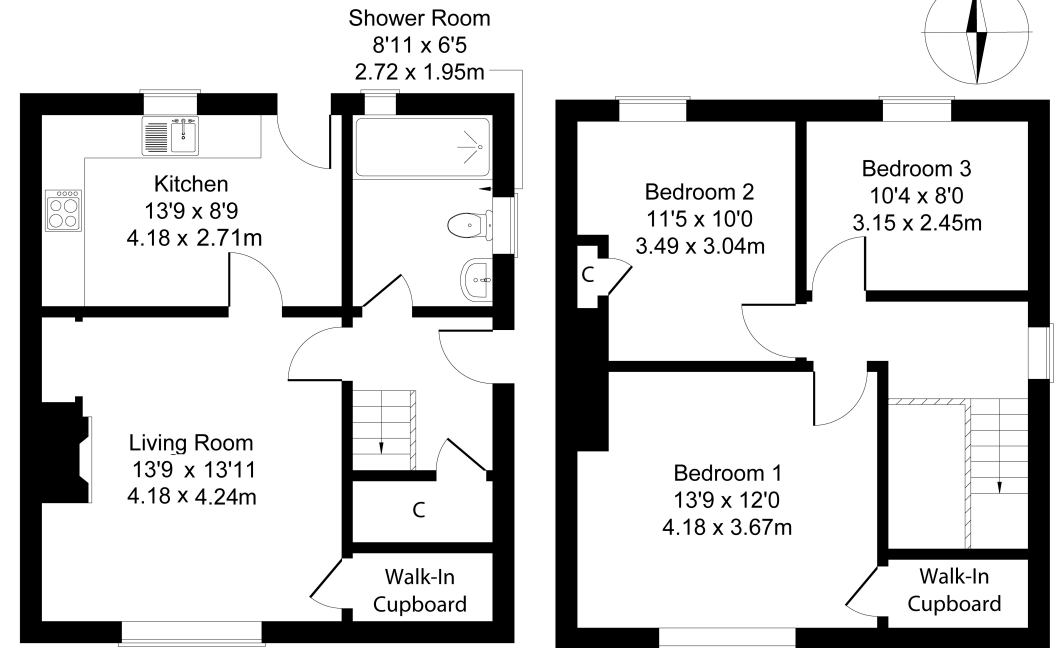 Shower Room
8'11 x 6'5
2.72 x 1.95m
Kitchen
13'9 x 8'9
4.18 x 2.71m
Living Room
13'9 x 13'11
4.18 x 4.24m
C
Walk-In
Cupboard
Bedroom 2
11'5 x 10'0
3.49 x 3.04m
C
Bedroom 3
10'4 x 8'0
3.15 x 2.45m
Bedroom 1
13'9 x 12'0
4.18 x 3.67m
Walk-In
Cupboard